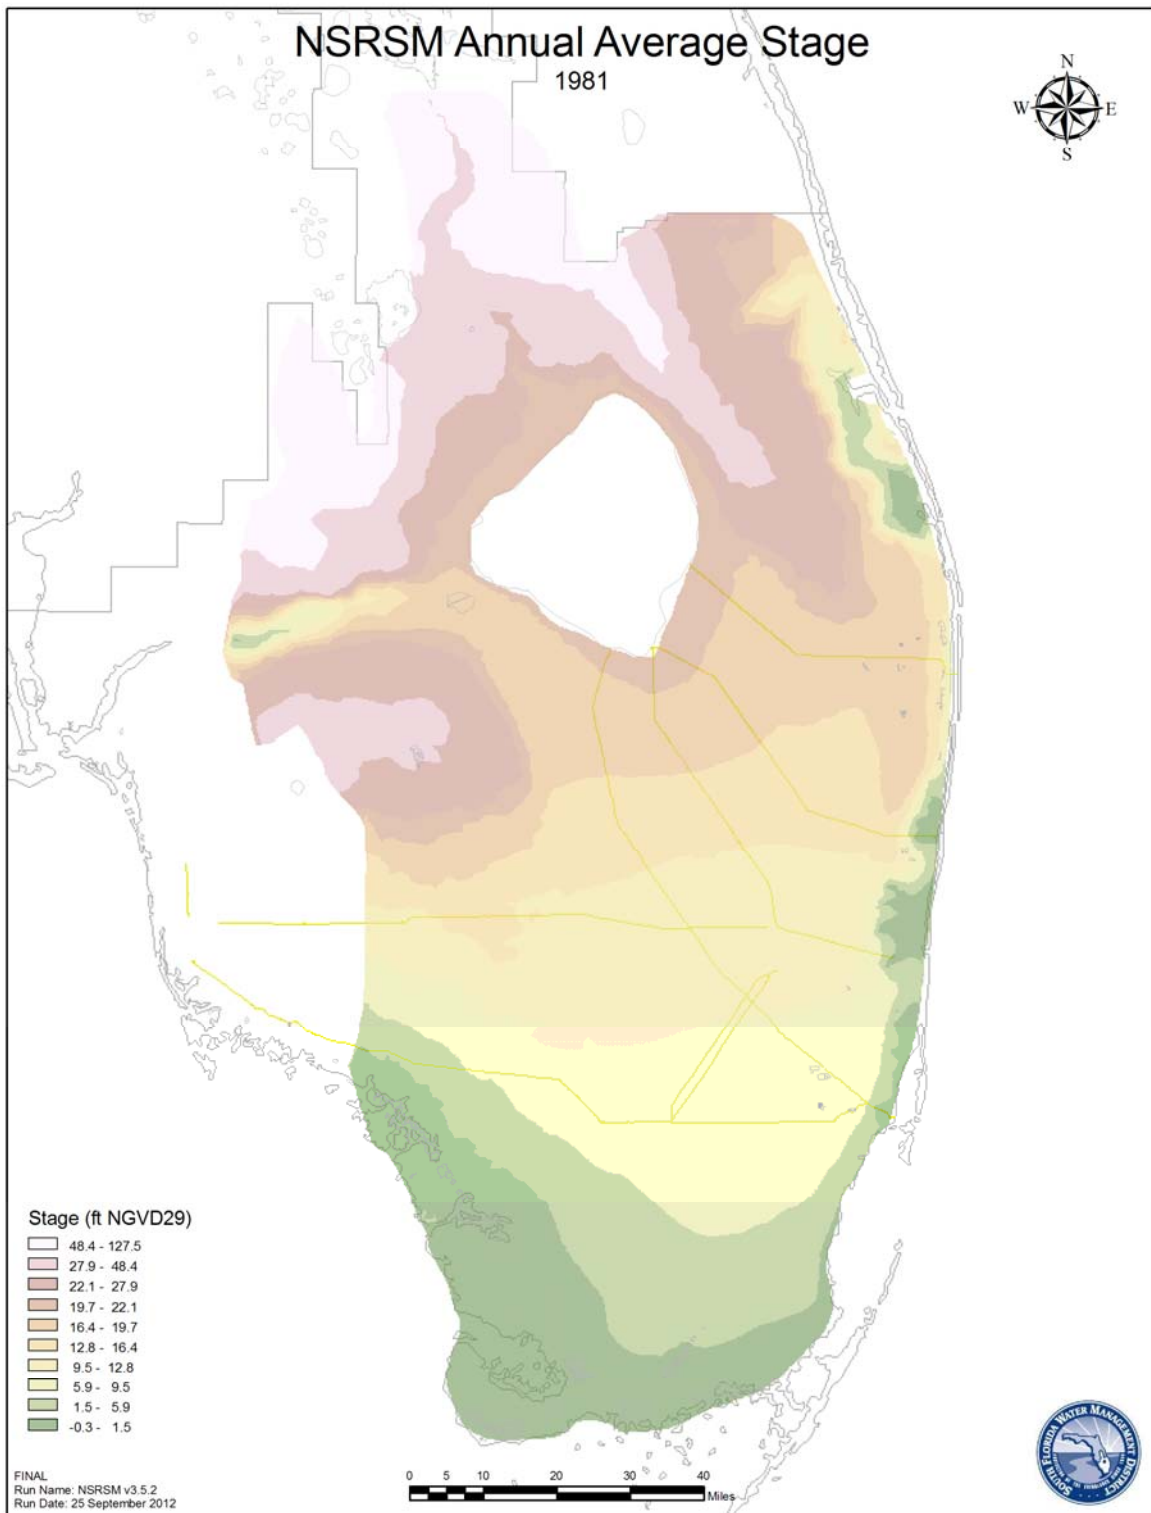 NSRSM Annual Average Stage
1981
N
W E
S
Stage (ft NGVD29)
48.4 - 127.5
27.9 - 48.4
22.1 - 27.9
19.7 - 22.1
16.4 - 19.7
12.8 - 16.4
9.5 - 12.8
5.9 - 9.5
1.5 - 5.9
-0.3 - 1.5
FINAL
Run Name: NSRSM v3.5.2
Run Date: 25 September 2012
0 5 10 20 30 40
Miles
SOUTH FLORIDA WATER MANAGEMENT DISTRICT